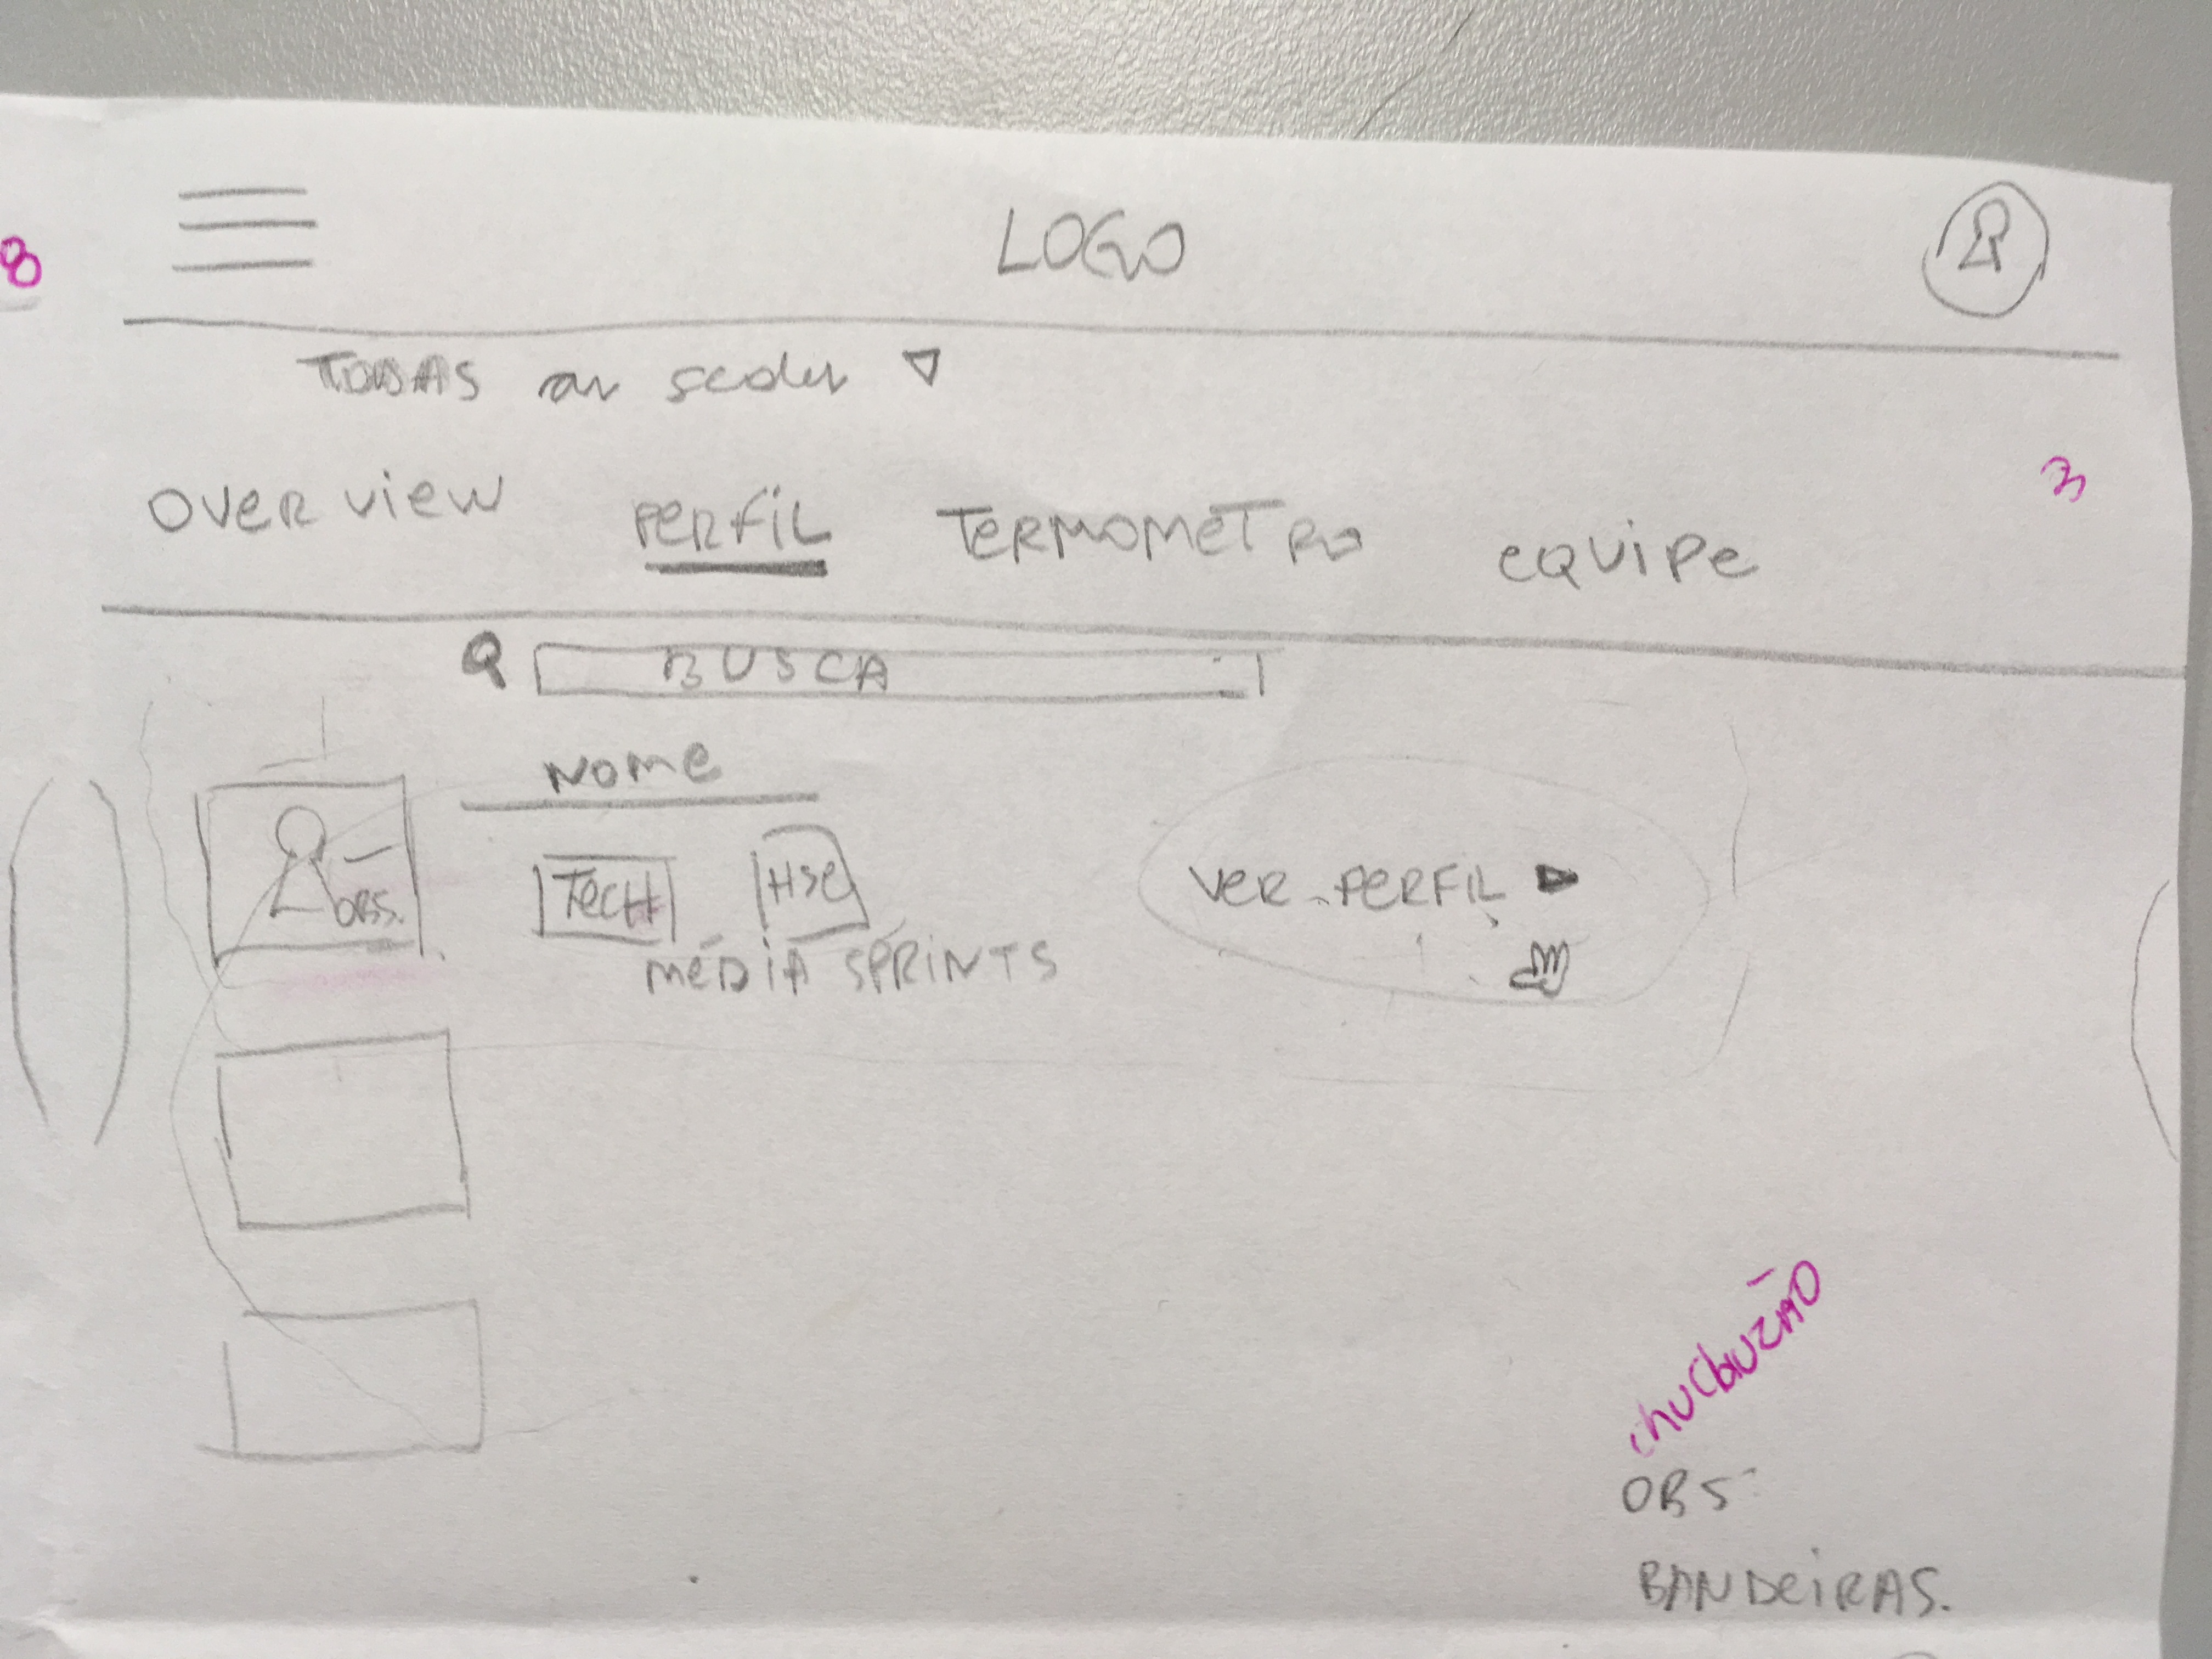 8
LOGO
TODAS as sedes
3
OVERVIEW PERFIL TERMOMETRO EQUIPE
BUSCA
NOME
OBS.
TECH HSE
MÉDIA SPRINTS
VER PERFIL
OBS:
BANDEIRAS.